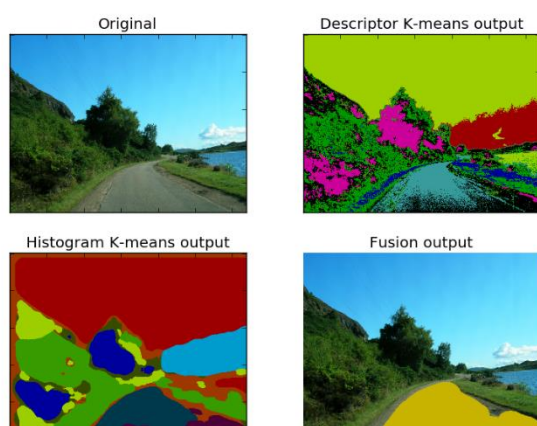 Original
Descriptor K-means output
Histogram K-means output
Fusion output